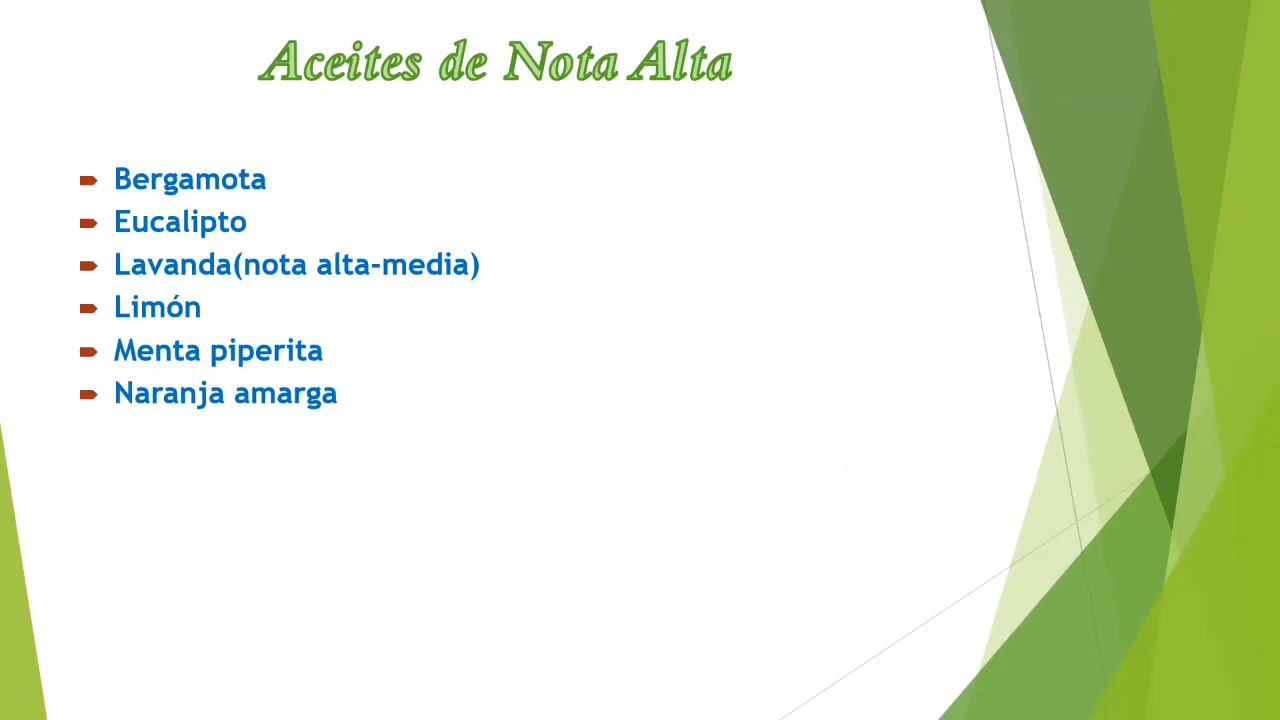 Aceites de Nota Alta
Bergamota
Eucalipto
Lavanda(nota alta-media)
Limón
Menta piperita
Naranja amarga